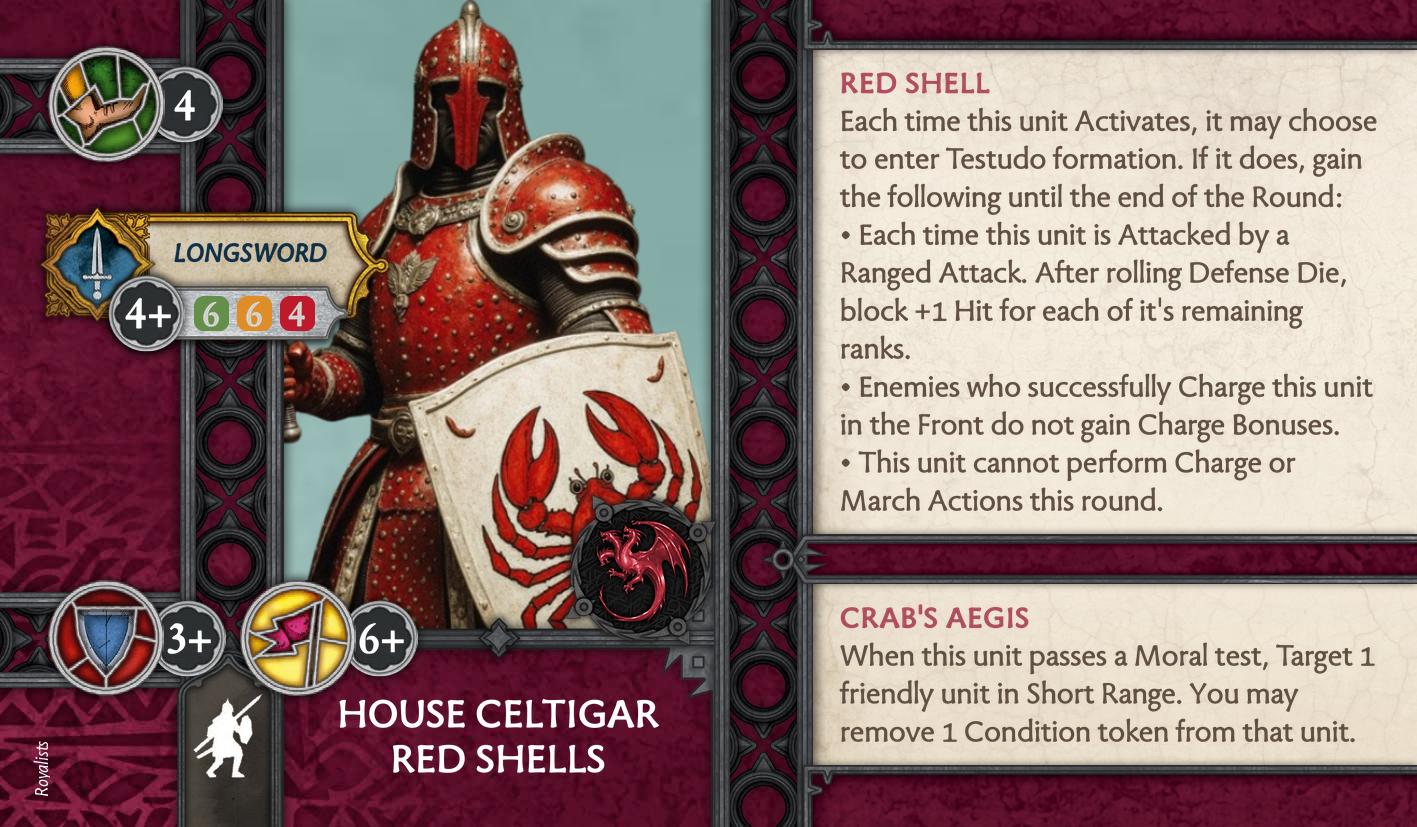 4
LONGSWORD
4+ 6 6 4
3+ 6+
HOUSE CELTIGAR
RED SHELLS
Royalists
RED SHELL
Each time this unit Activates, it may choose
to enter Testudo formation. If it does, gain
the following until the end of the Round:
• Each time this unit is Attacked by a
Ranged Attack. After rolling Defense Die,
block +1 Hit for each of it's remaining
ranks.
• Enemies who successfully Charge this unit
in the Front do not gain Charge Bonuses.
• This unit cannot perform Charge or
March Actions this round.
CRAB'S AEGIS
When this unit passes a Moral test, Target 1
friendly unit in Short Range. You may
remove 1 Condition token from that unit.